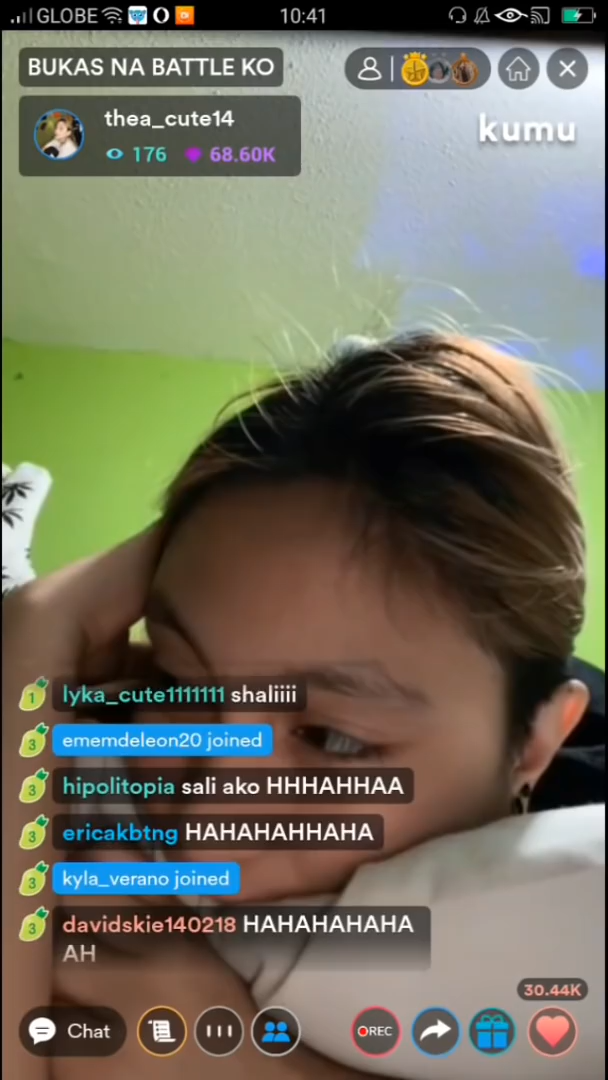 GLOBE
10:41
BUKAS NA BATTLE KO
thea_cute14
176 68.60K
kumu
1 lyka_cute1111111 shaliiii
3 ememdeleon20 joined
3 hipolitopia sali ako HHHAHHAA
3 ericakbtng HAHAHAHHAHA
3 kyla_verano joined
3 davidskie140218 HAHAHAHAHA
AH
30.44K
Chat
REC